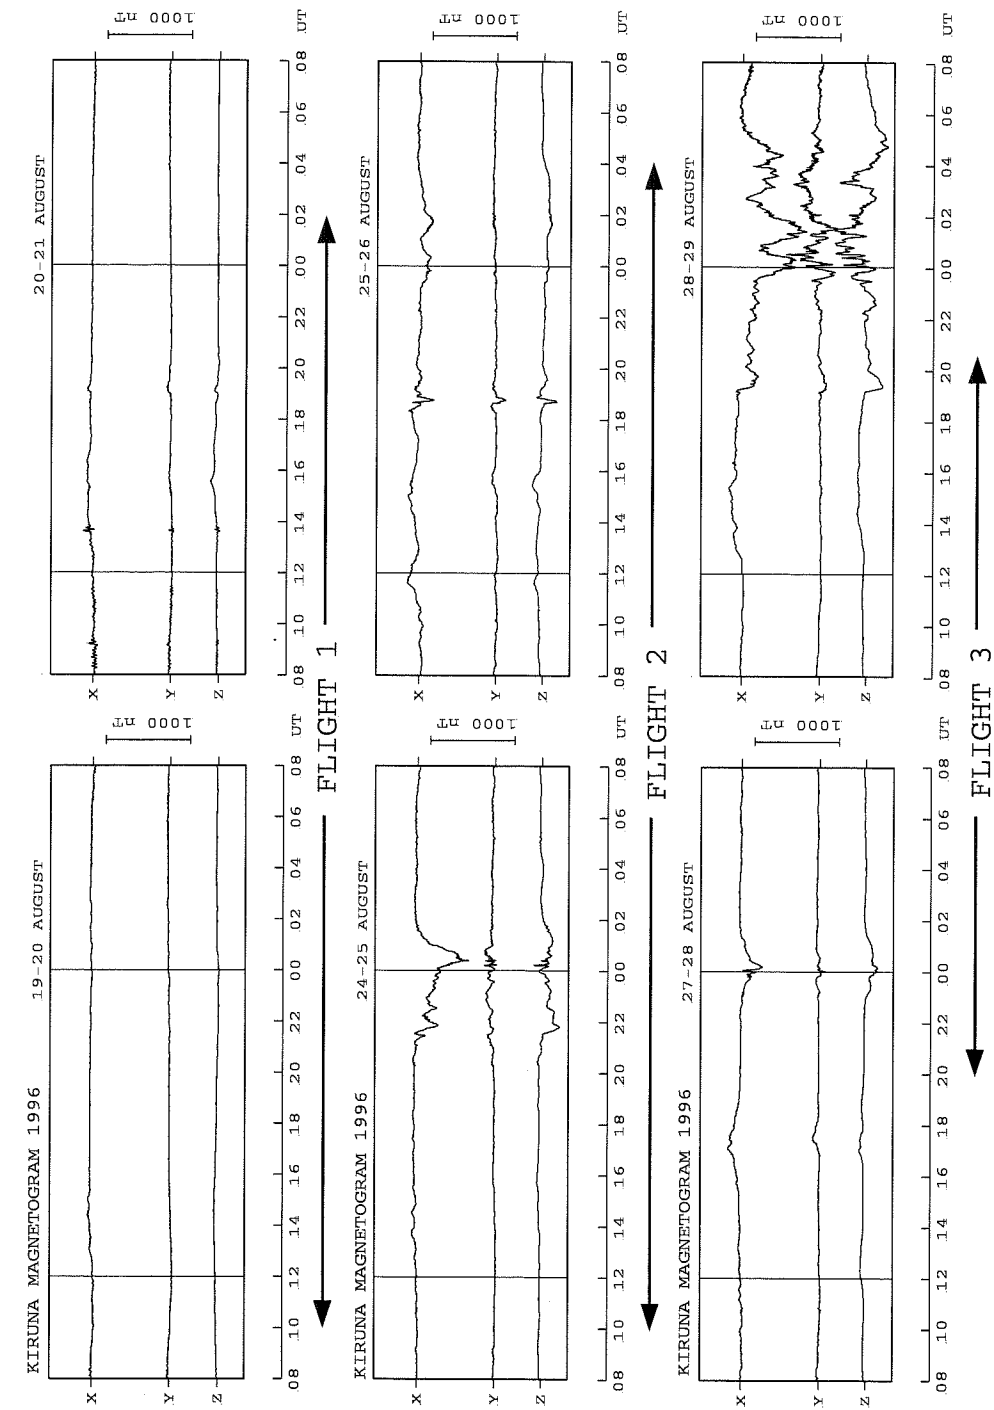 KIRUNA MAGNETOGRAM 1996
19-20 AUGUST
20-21 AUGUST
X
Y
Z
1000 nT
X
Y
Z
1000 nT
08 10 12 14 16 18 20 22 00 02 04 06 08 UT
08 10 12 14 16 18 20 22 00 02 04 06 08 UT
FLIGHT 1
KIRUNA MAGNETOGRAM 1996
24-25 AUGUST
25-26 AUGUST
X
Y
Z
1000 nT
X
Y
Z
1000 nT
08 10 12 14 16 18 20 22 00 02 04 06 08 UT
08 10 12 14 16 18 20 22 00 02 04 06 08 UT
FLIGHT 2
KIRUNA MAGNETOGRAM 1996
27-28 AUGUST
28-29 AUGUST
X
Y
Z
1000 nT
X
Y
Z
1000 nT
08 10 12 14 16 18 20 22 00 02 04 06 08 UT
08 10 12 14 16 18 20 22 00 02 04 06 08 UT
FLIGHT 3